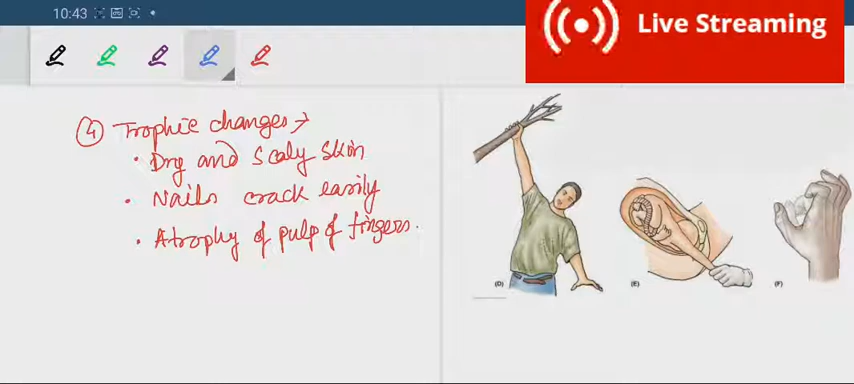 10:43
Live Streaming
④ Trophic changes →
• Dry and Scaly Skin
• Nails crack easily
• Atrophy of pulp of fingers.
(D) (E) (F)